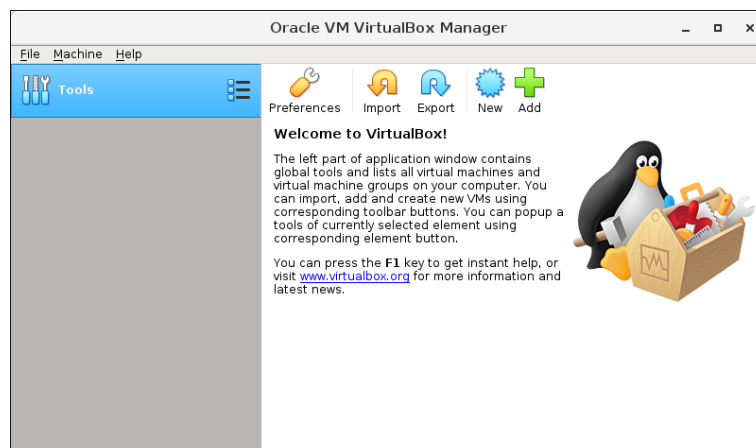 Oracle VM VirtualBox Manager
File Machine Help
Tools
Preferences Import Export New Add
Welcome to VirtualBox!
The left part of application window contains
global tools and lists all virtual machines and
virtual machine groups on your computer. You
can import, add and create new VMs using
corresponding toolbar buttons. You can popup a
tools of currently selected element using
corresponding element button.
You can press the F1 key to get instant help, or
visit www.virtualbox.org for more information and
latest news.